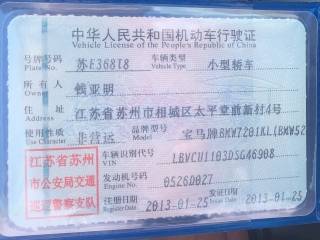 中华人民共和国机动车行驶证
Vehicle License of the People's Republic of China
号牌号码 苏E368T8 车辆类型 小型轿车
Plate No. Vehicle Type
所有人 钱亚明
Owner
住址 江苏省苏州市相城区太平堂前新村4号
Address
使用性质 非营运 品牌型号 宝马牌BMW7201KL(BMW52
Use Character Model
江苏省苏州 车辆识别代号 LBVCU1103DSG46908
VIN
市公安局交通 发动机号码 0526D027
Engine No.
巡逻警察支队 注册日期 2013-01-25 发证日期 2013-01-25
Register Date Issue Date